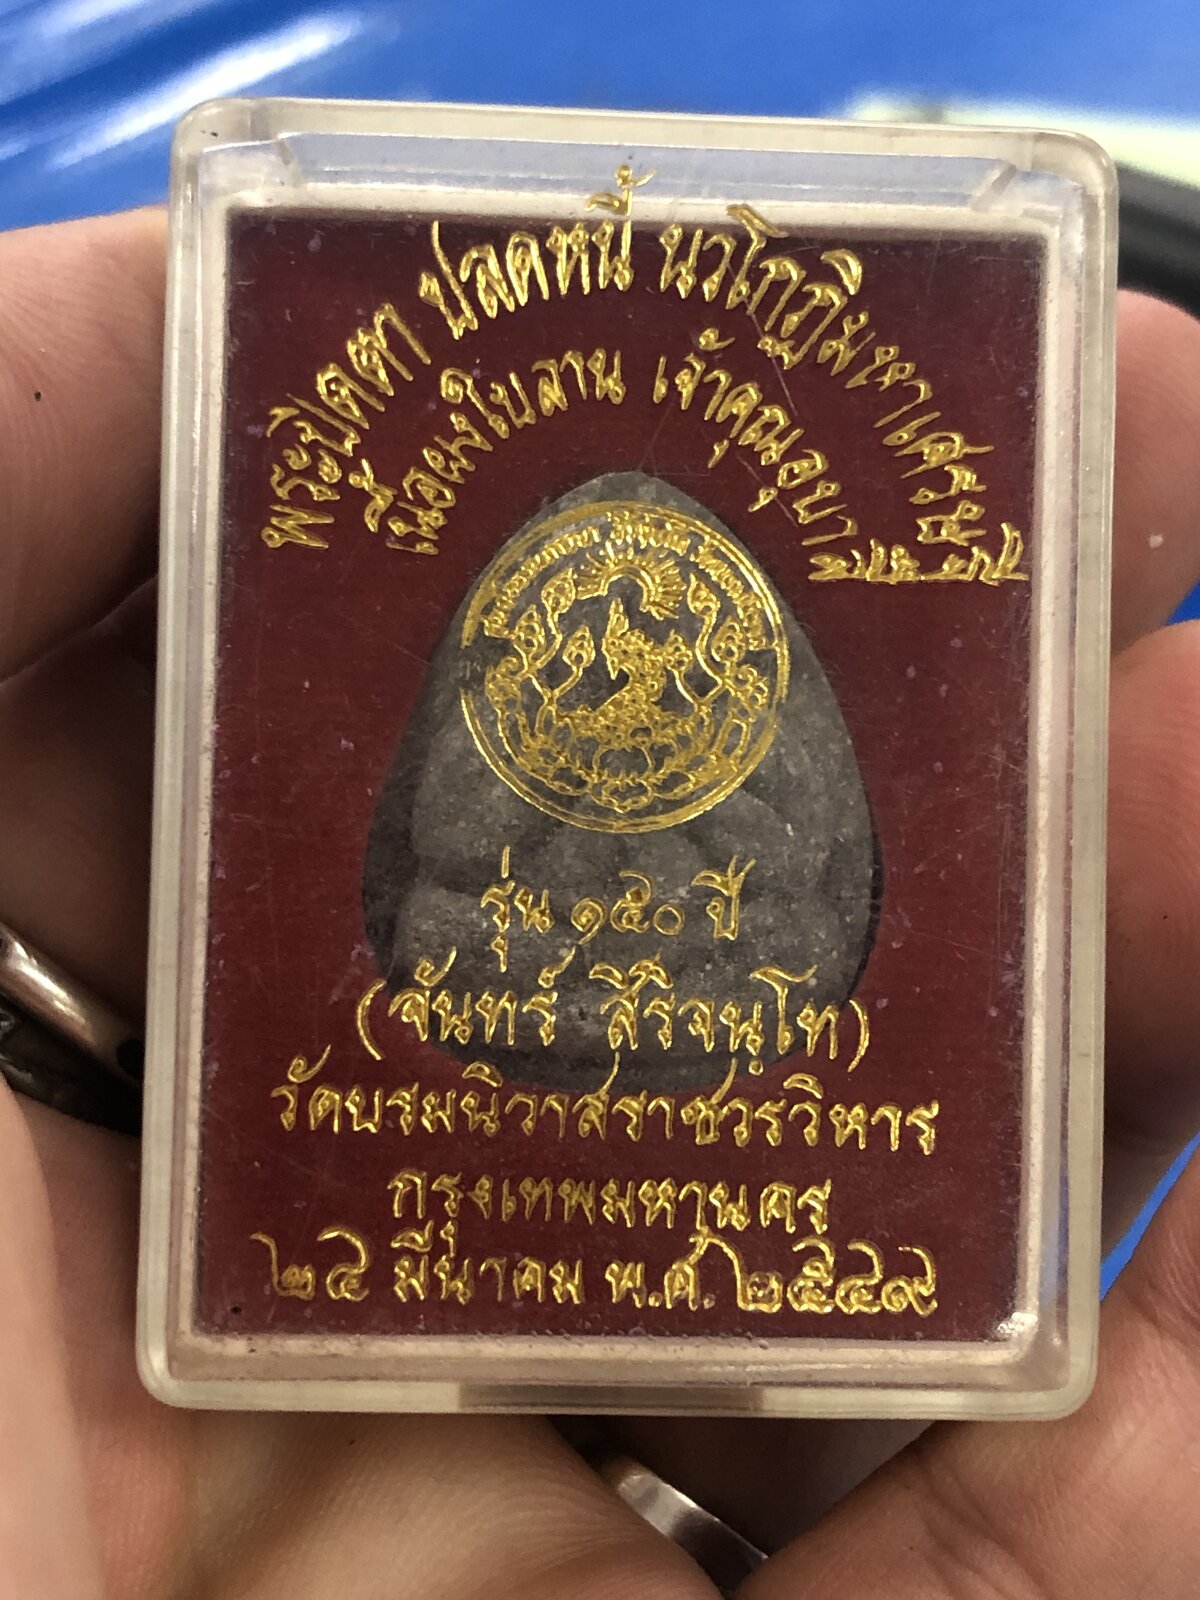 พระปิดตา ปลดหนี้ นวโกฏิมหาเศรษฐี
เนื้อผงใบลาน เจ้าคุณอุบาลี
รุ่น ๑๕๐ ปี
(จันทร์ สิริจนฺโท)
วัดบรมนิวาสราชวรวิหาร
กรุงเทพมหานคร
๒๔ มีนาคม พ.ศ. ๒๕๔๙